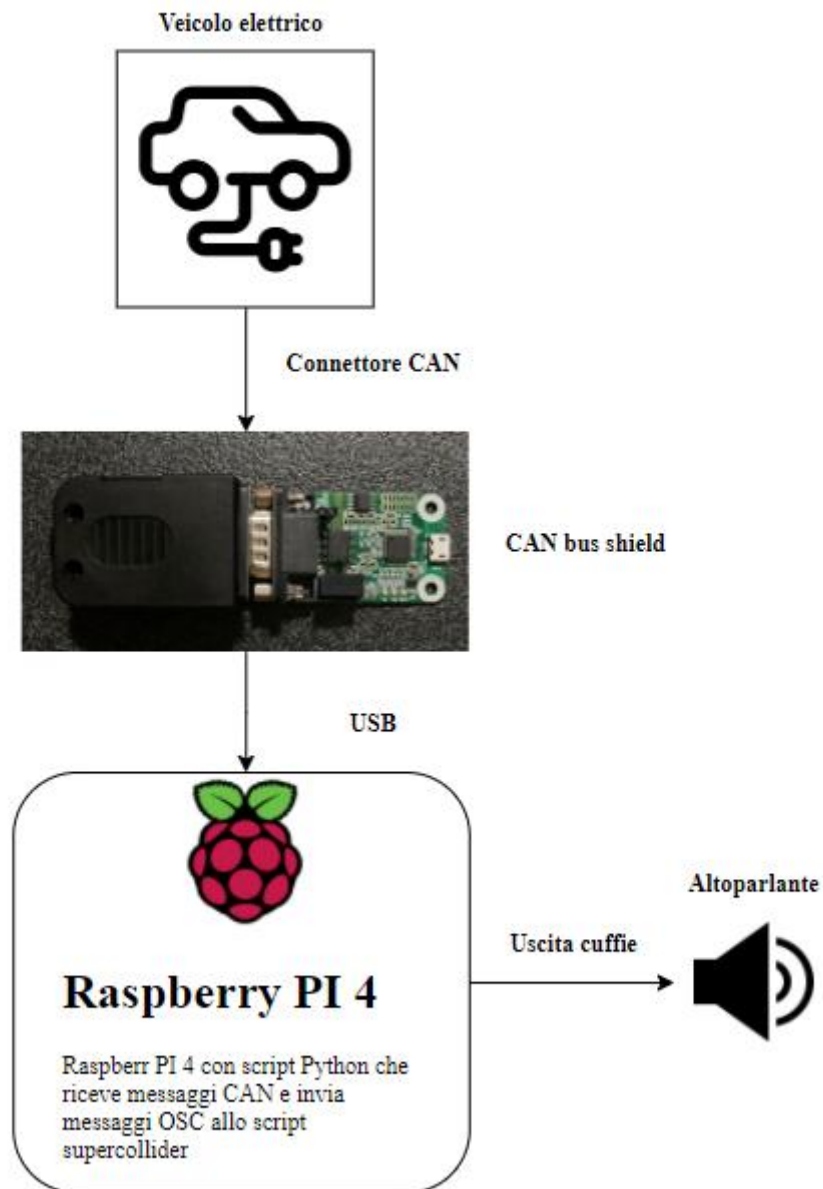 Veicolo elettrico
Connettore CAN
CAN bus shield
USB
Altoparlante
Uscita cuffie
Raspberry PI 4
Raspberr PI 4 con script Python che
riceve messaggi CAN e invia
messaggi OSC allo script
supercollider